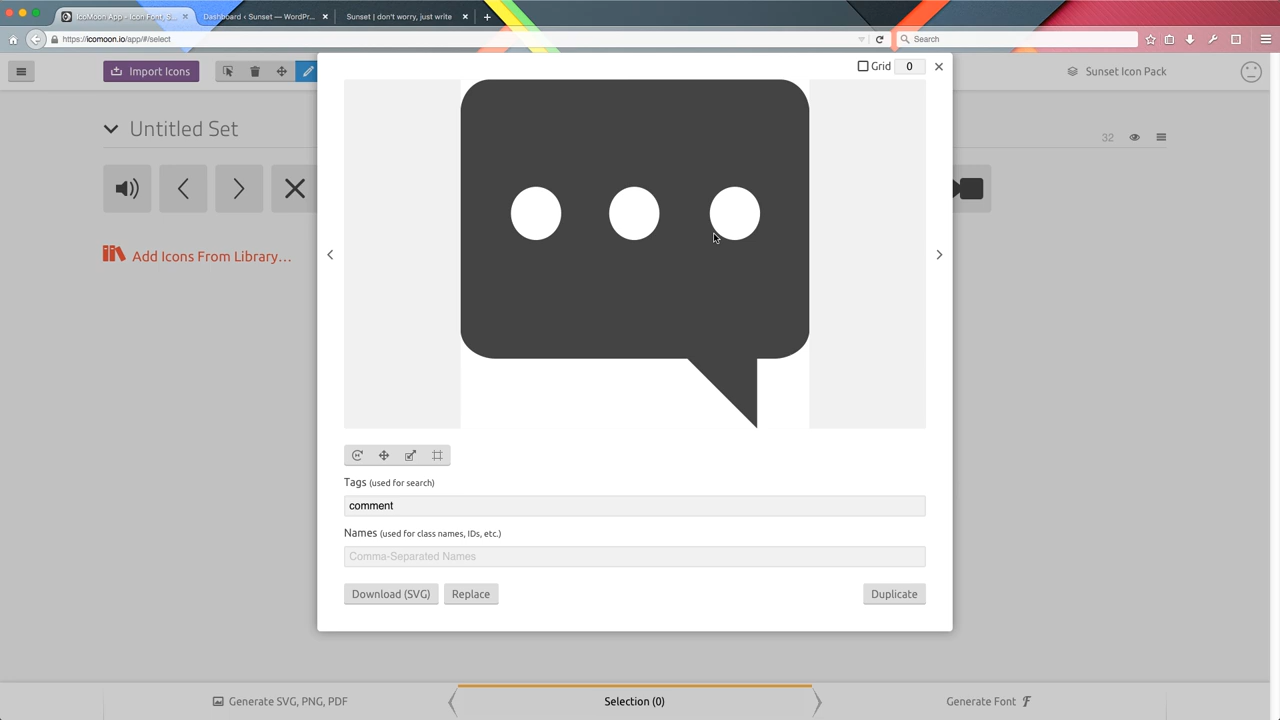 IcoMoon App - Icon Font, S...
Dashboard ‹ Sunset — WordPr...
Sunset | don't worry, just write
https://icomoon.io/app/#/select
Search
Import Icons
Grid
0
Sunset Icon Pack
Untitled Set
32
Add Icons From Library...
Tags (used for search)
comment
Names (used for class names, IDs, etc.)
Comma-Separated Names
Download (SVG)
Replace
Duplicate
Generate SVG, PNG, PDF
Selection (0)
Generate Font